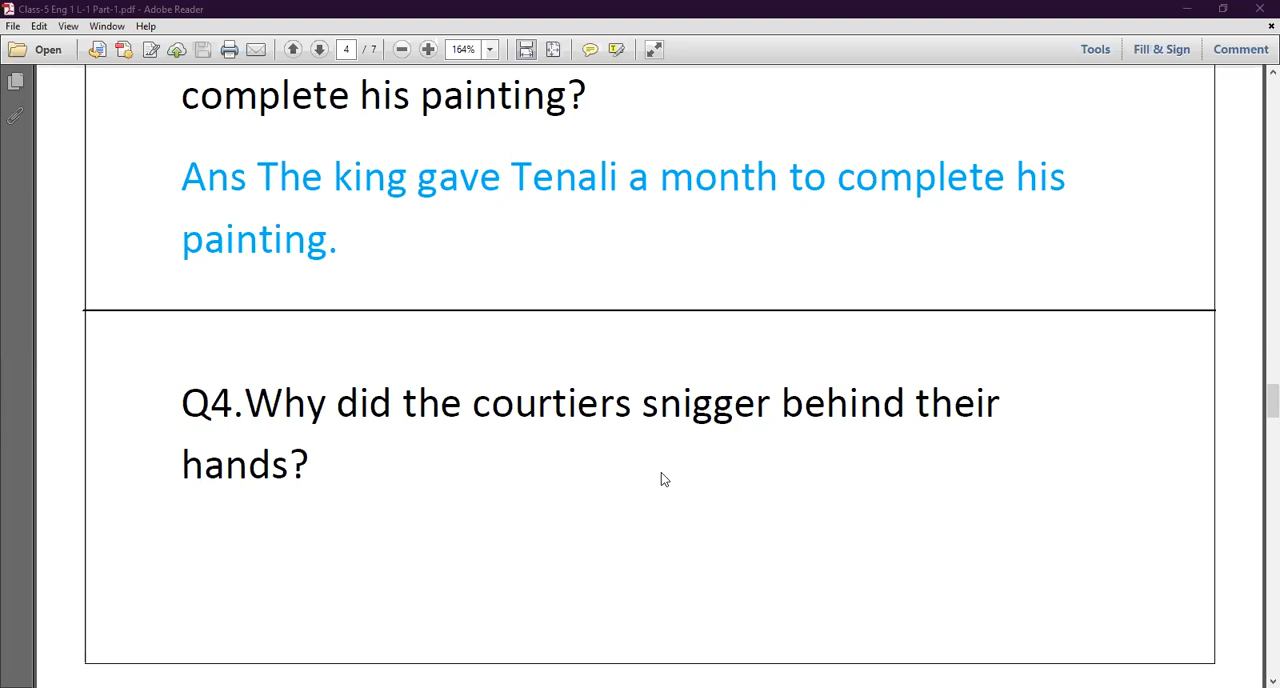 Class-5 Eng 1 L-1 Part-1.pdf - Adobe Reader
File Edit View Window Help
Open 4 / 7 164% Tools Fill & Sign Comment
complete his painting?
Ans The king gave Tenali a month to complete his
painting.
Q4.Why did the courtiers snigger behind their
hands?